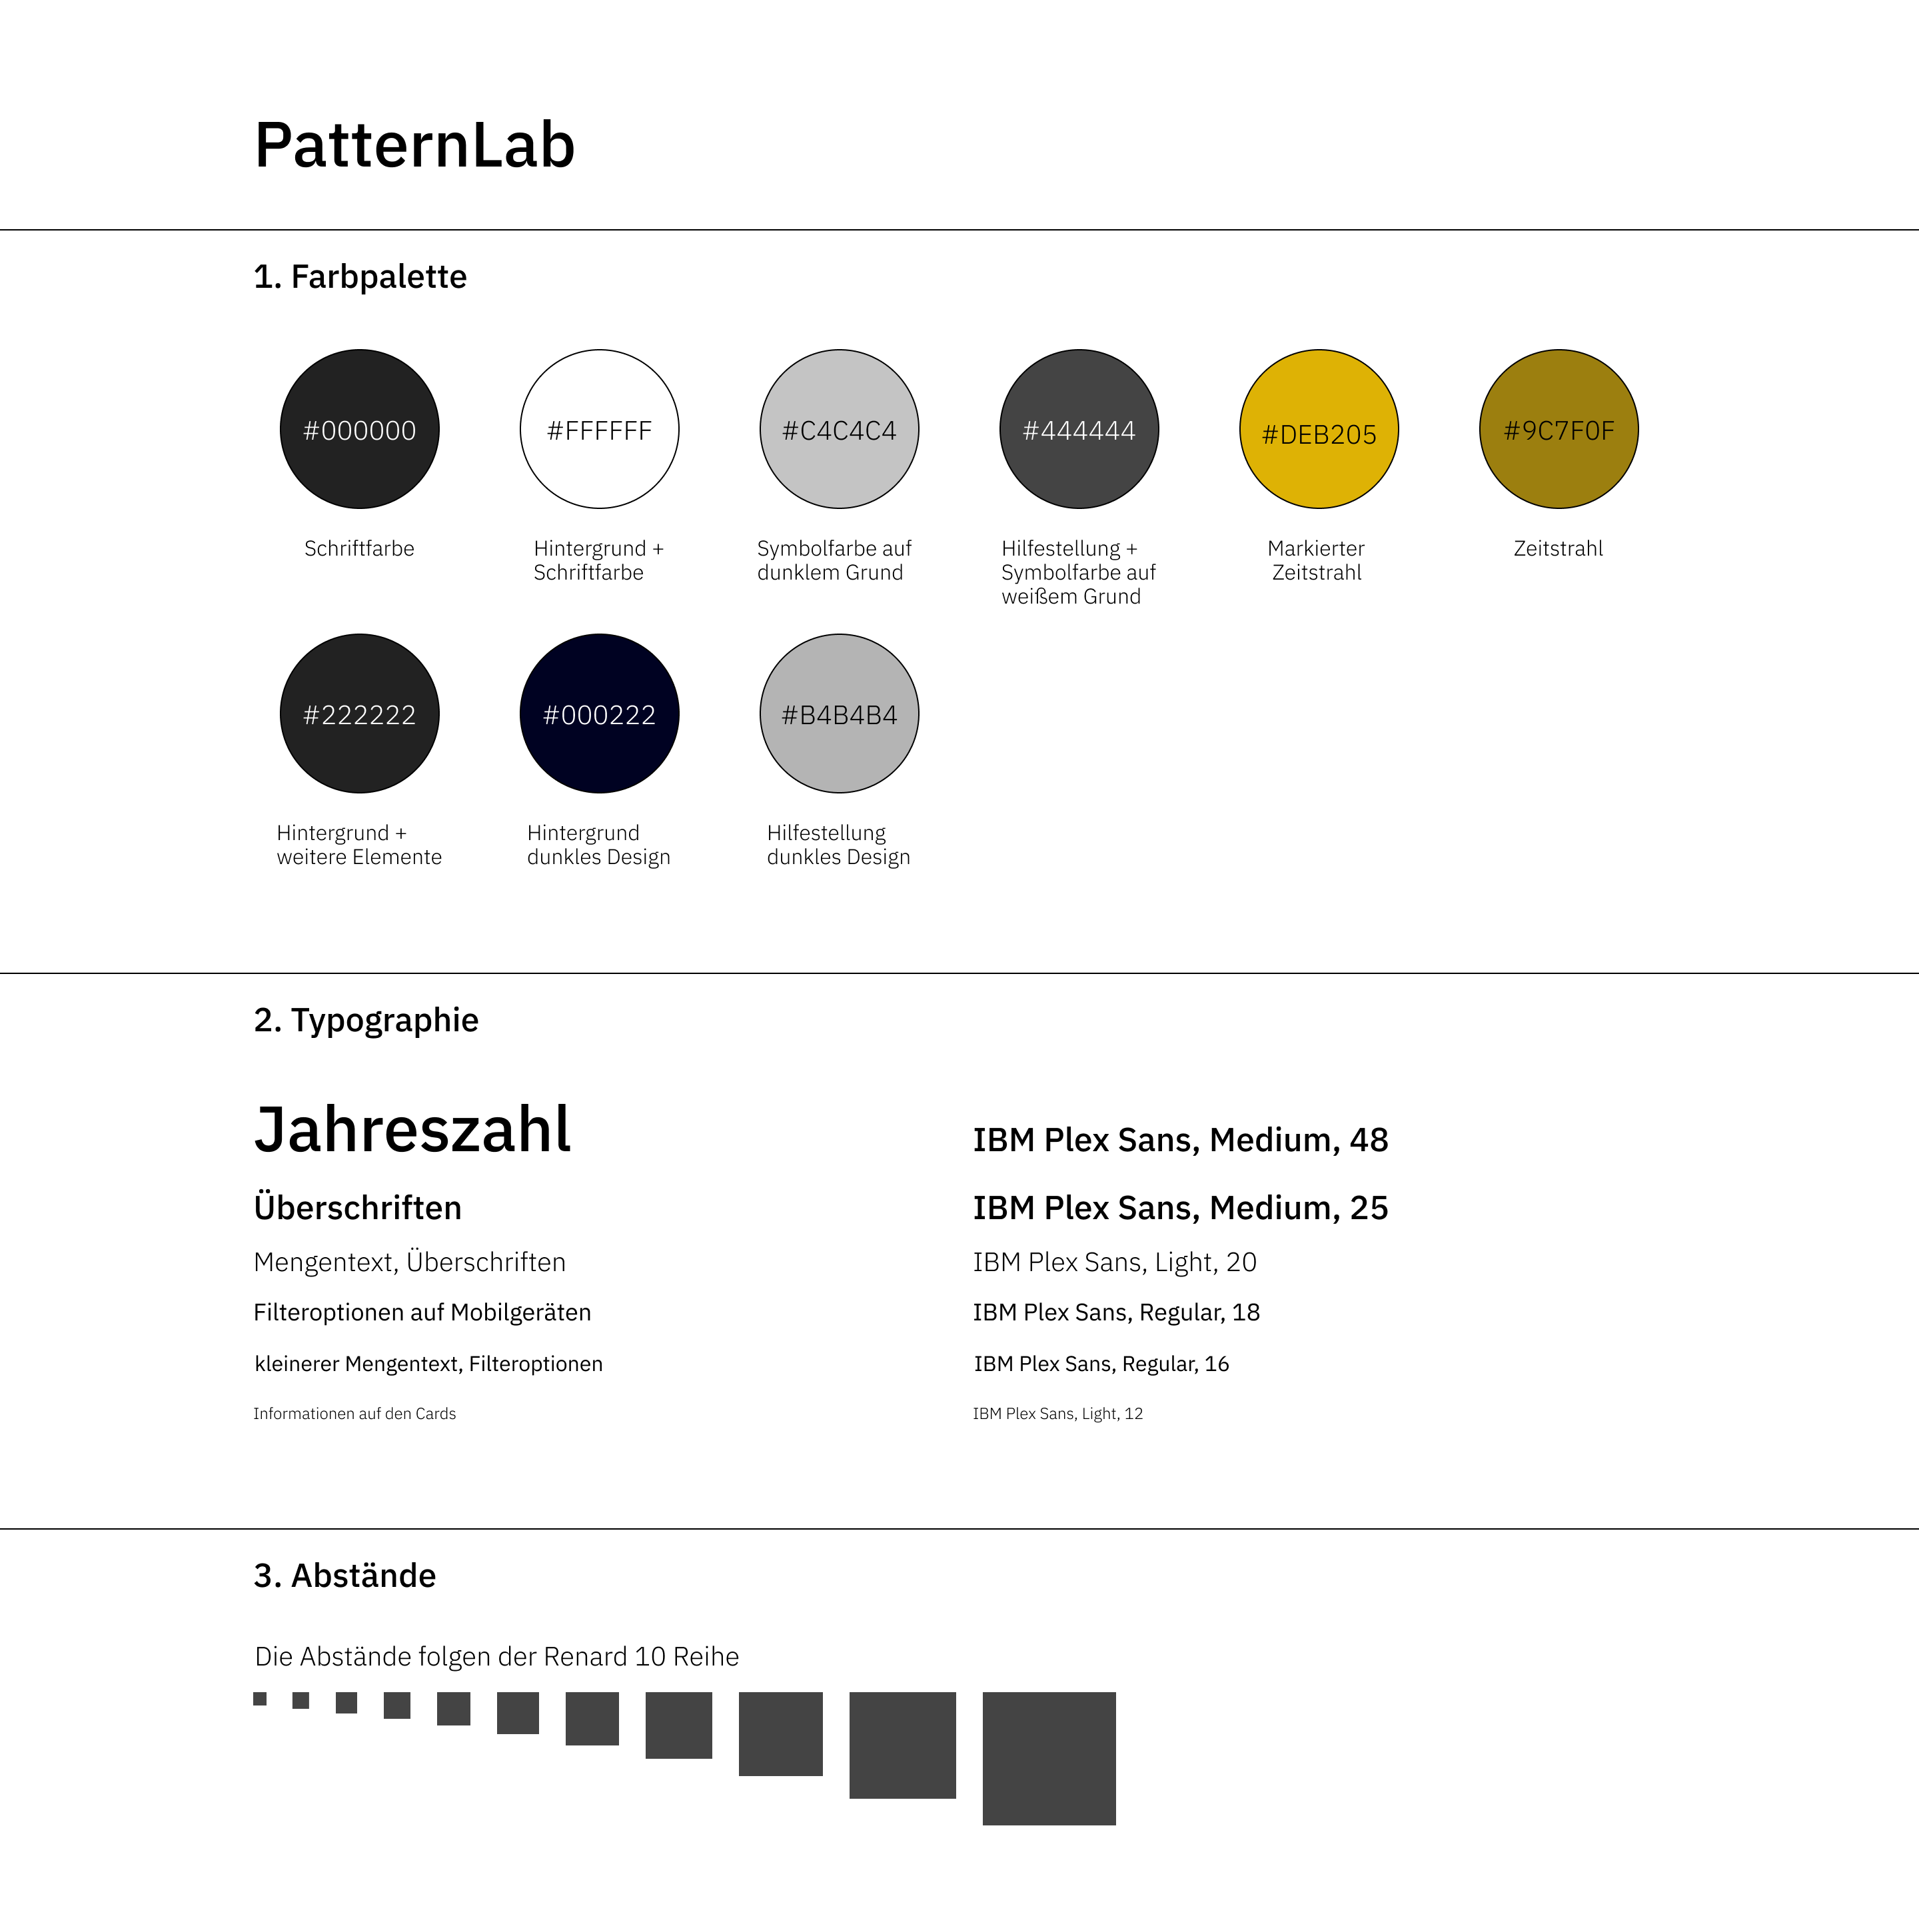 PatternLab
1. Farbpalette
#000000
#FFFFFF
#C4C4C4
#444444
#DEB205
#9C7F0F
Schriftfarbe
Hintergrund +
Schriftfarbe
Symbolfarbe auf
dunklem Grund
Hilfestellung +
Symbolfarbe auf
weißem Grund
Markierter
Zeitstrahl
Zeitstrahl
#222222
#000222
#B4B4B4
Hintergrund +
weitere Elemente
Hintergrund
dunkles Design
Hilfestellung
dunkles Design
2. Typographie
Jahreszahl
IBM Plex Sans, Medium, 48
Überschriften
IBM Plex Sans, Medium, 25
Mengentext, Überschriften
IBM Plex Sans, Light, 20
Filteroptionen auf Mobilgeräten
IBM Plex Sans, Regular, 18
kleinerer Mengentext, Filteroptionen
IBM Plex Sans, Regular, 16
Informationen auf den Cards
IBM Plex Sans, Light, 12
3. Abstände
Die Abstände folgen der Renard 10 Reihe